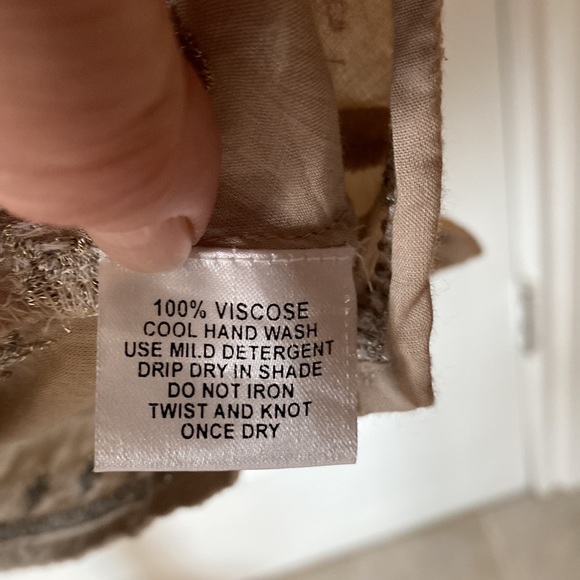 100% VISCOSE
COOL HAND WASH
USE MILD DETERGENT
DRIP DRY IN SHADE
DO NOT IRON
TWIST AND KNOT
ONCE DRY